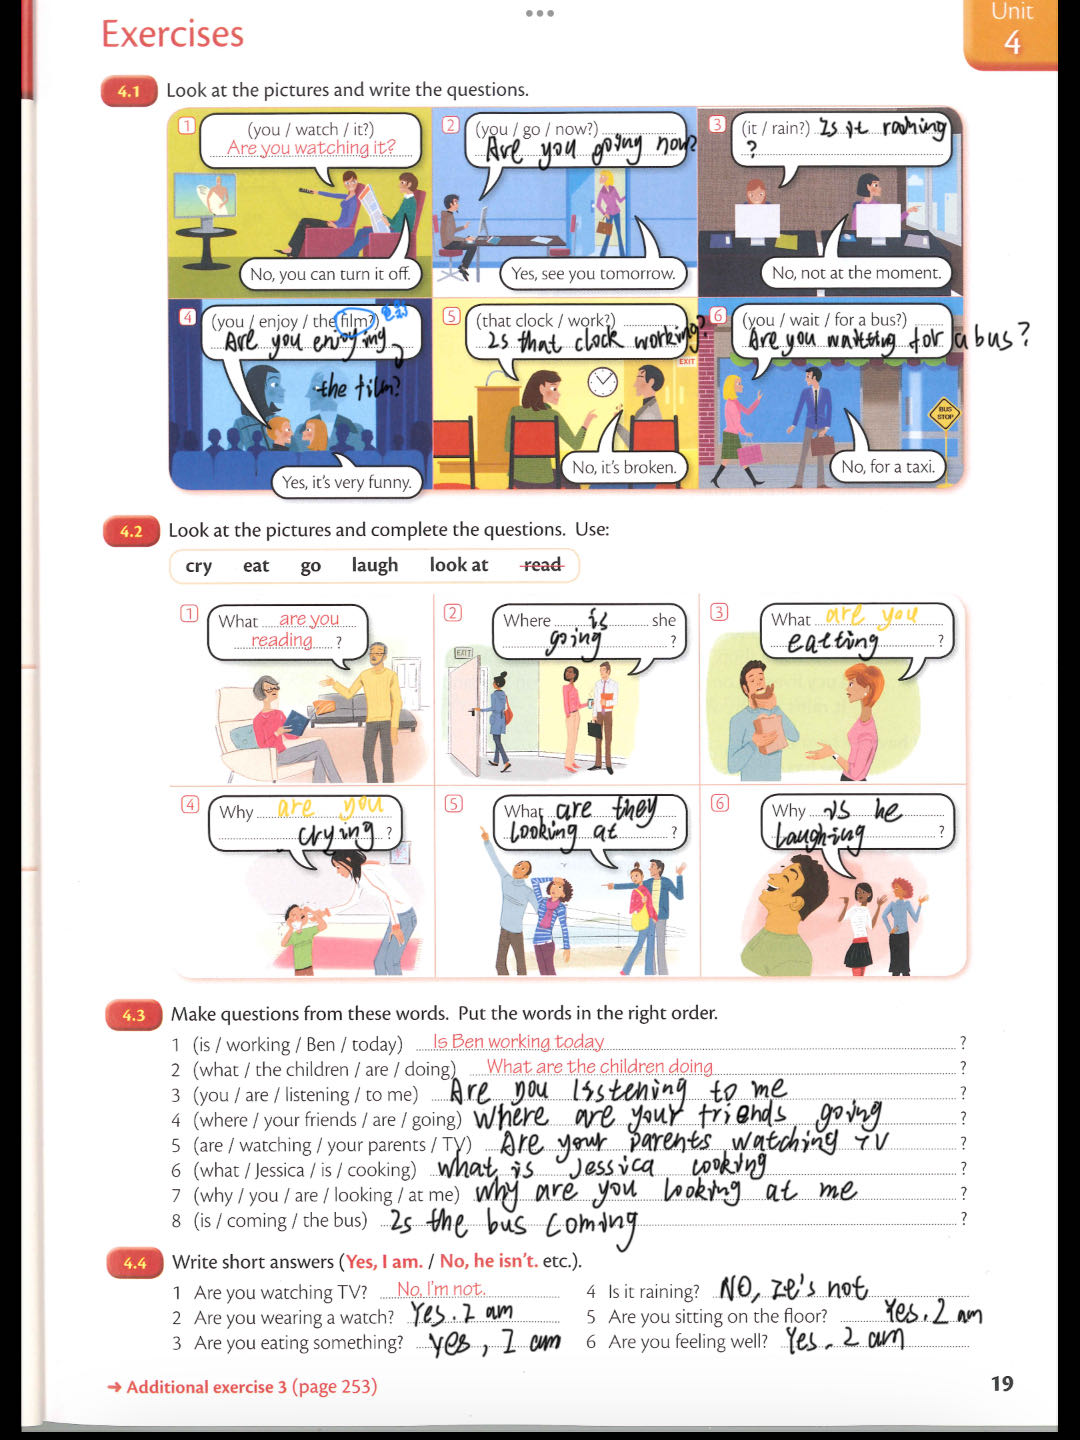 Unit
4
Exercises
4.1 Look at the pictures and write the questions.
1 (you / watch / it?)
Are you watching it?
No, you can turn it off.
2 (you / go / now?)
Are you going now?
Yes, see you tomorrow.
3 (it / rain?) Is it raining
?
No, not at the moment.
4 (you / enjoy / the film?)
Are you enjoying
the film?
Yes, it's very funny.
5 (that clock / work?)
Is that clock working?
EXIT
No, it's broken.
6 (you / wait / for a bus?)
Are you waitting for a bus?
BUS
STOP
No, for a taxi.
4.2 Look at the pictures and complete the questions. Use:
cry eat go laugh look at read
1 What are you
reading ?
2 Where is she
going ?
EXIT
3 What are you
eatting ?
4 Why are you
crying ?
5 What are they
looking at ?
6 Why is he
laughing ?
4.3 Make questions from these words. Put the words in the right order.
1 (is / working / Ben / today) Is Ben working today ?
2 (what / the children / are / doing) What are the children doing ?
3 (you / are / listening / to me) Are you listening to me ?
4 (where / your friends / are / going) Where are your friends going ?
5 (are / watching / your parents / TV) Are your parents watching TV ?
6 (what / Jessica / is / cooking) what is Jessica cooking ?
7 (why / you / are / looking / at me) why are you looking at me ?
8 (is / coming / the bus) Is the bus coming ?
4.4 Write short answers (Yes, I am. / No, he isn't. etc.).
1 Are you watching TV? No, I'm not.
2 Are you wearing a watch? Yes. I am
3 Are you eating something? yes, I am
4 Is it raining? NO, It's not
5 Are you sitting on the floor? Yes. I am
6 Are you feeling well? Yes. I am
➜ Additional exercise 3 (page 253)
19